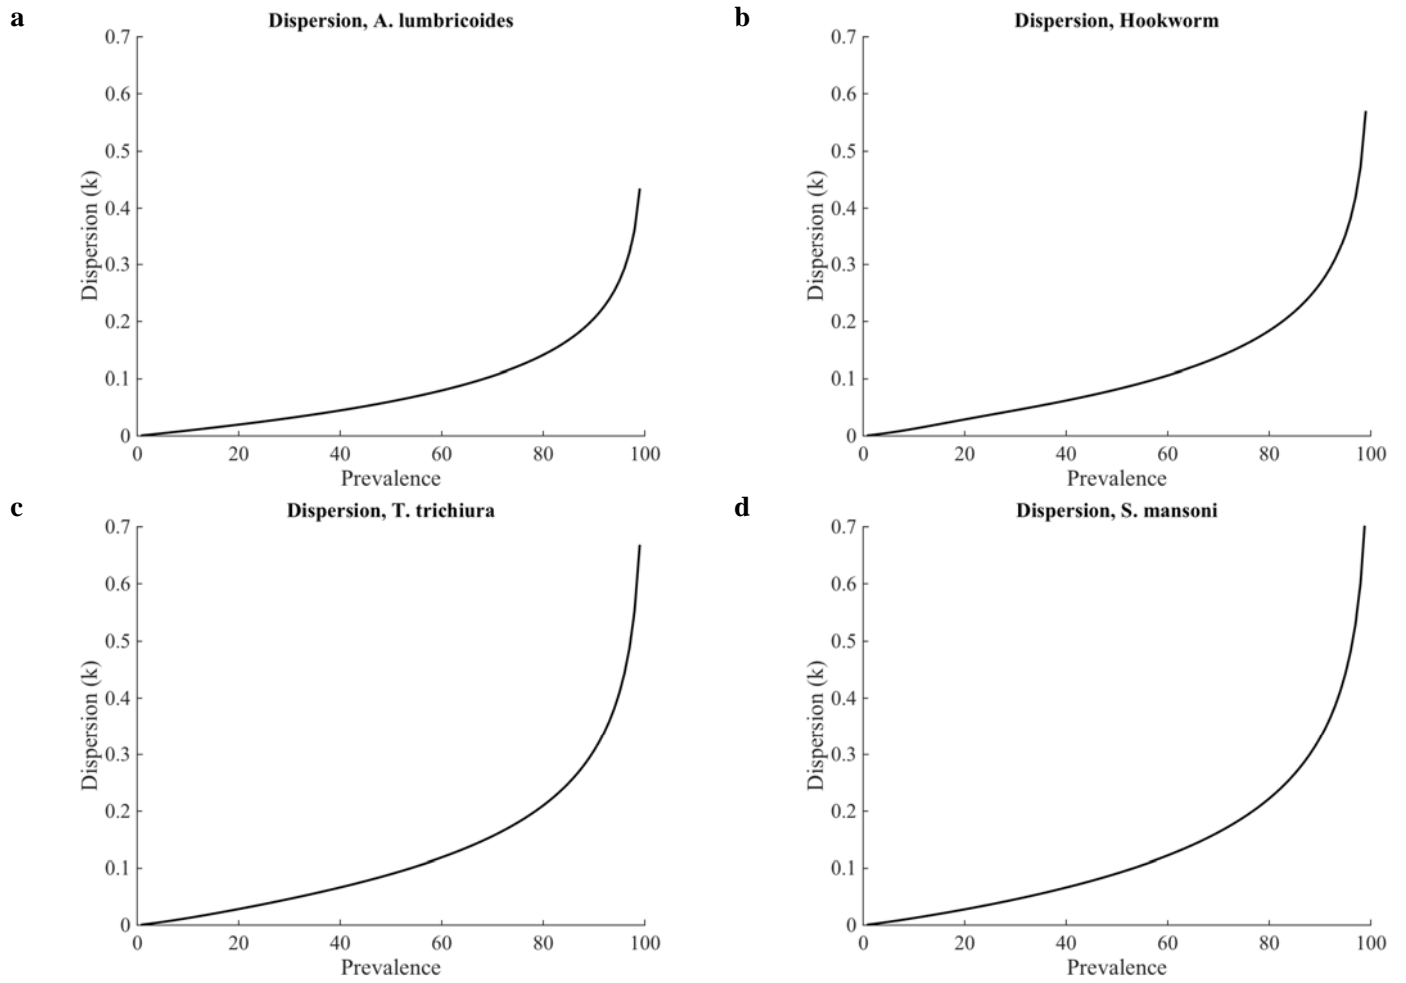 a
Dispersion, A. lumbricoides
0.7
0.6
0.5
0.4
0.3
0.2
0.1
0
Dispersion (k)
0 20 40 60 80 100
Prevalence
b
Dispersion, Hookworm
0.7
0.6
0.5
0.4
0.3
0.2
0.1
0
Dispersion (k)
0 20 40 60 80 100
Prevalence
c
Dispersion, T. trichiura
0.7
0.6
0.5
0.4
0.3
0.2
0.1
0
Dispersion (k)
0 20 40 60 80 100
Prevalence
d
Dispersion, S. mansoni
0.7
0.6
0.5
0.4
0.3
0.2
0.1
0
Dispersion (k)
0 20 40 60 80 100
Prevalence